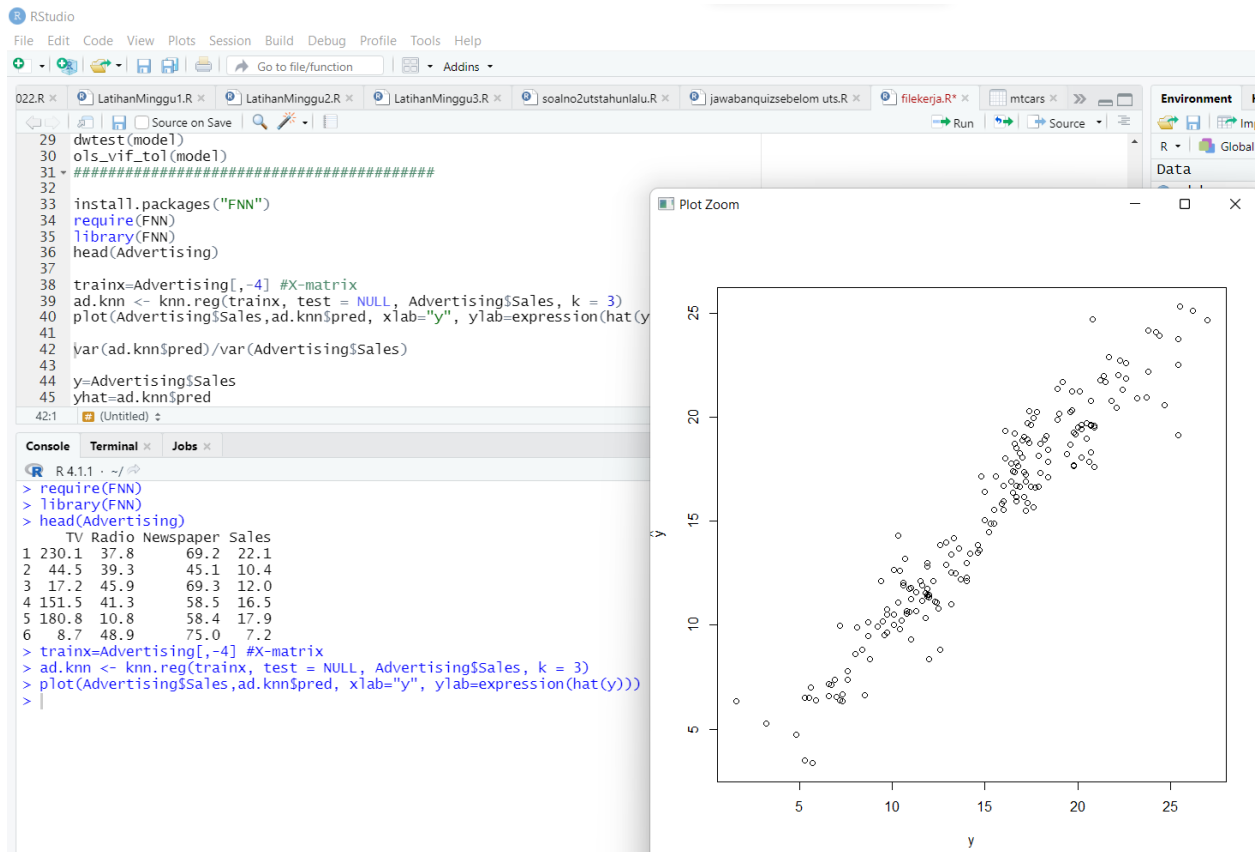 RStudio
File Edit Code View Plots Session Build Debug Profile Tools Help
Go to file/function Addins
022.R LatihanMinggu1.R LatihanMinggu2.R LatihanMinggu3.R soalno2utstahunlalu.R jawabanquizsebelom uts.R filekerja.R* mtcars
Source on Save Run Source
29 dwtest(model)
30 ols_vif_tol(model)
31 ##########################################
32
33 install.packages("FNN")
34 require(FNN)
35 library(FNN)
36 head(Advertising)
37
38 trainx=Advertising[,-4] #X-matrix
39 ad.knn <- knn.reg(trainx, test = NULL, Advertising$Sales, k = 3)
40 plot(Advertising$Sales,ad.knn$pred, xlab="y", ylab=expression(hat(y
41
42 var(ad.knn$pred)/var(Advertising$Sales)
43
44 y=Advertising$Sales
45 yhat=ad.knn$pred
42:1 # (Untitled)
Console Terminal Jobs
R 4.1.1 · ~/
> require(FNN)
> library(FNN)
> head(Advertising)
TV Radio Newspaper Sales
1 230.1 37.8 69.2 22.1
2 44.5 39.3 45.1 10.4
3 17.2 45.9 69.3 12.0
4 151.5 41.3 58.5 16.5
5 180.8 10.8 58.4 17.9
6 8.7 48.9 75.0 7.2
> trainx=Advertising[,-4] #X-matrix
> ad.knn <- knn.reg(trainx, test = NULL, Advertising$Sales, k = 3)
> plot(Advertising$Sales,ad.knn$pred, xlab="y", ylab=expression(hat(y)))
>
Environment
R Global
Data
Plot Zoom
25
20
15
10
5
ŷ
5 10 15 20 25
y